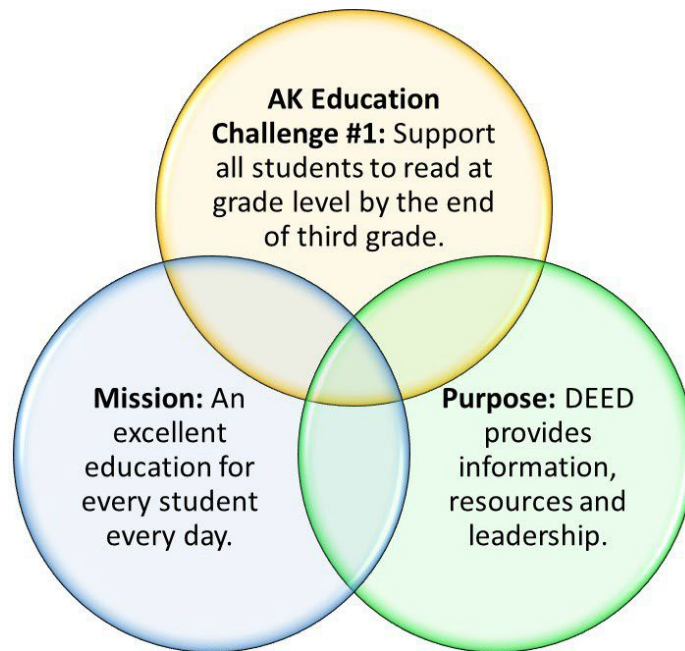 AK Education
Challenge #1: Support
all students to read at
grade level by the end
of third grade.
Mission: An
excellent
education for
every student
every day.
Purpose: DEED
provides
information,
resources and
leadership.